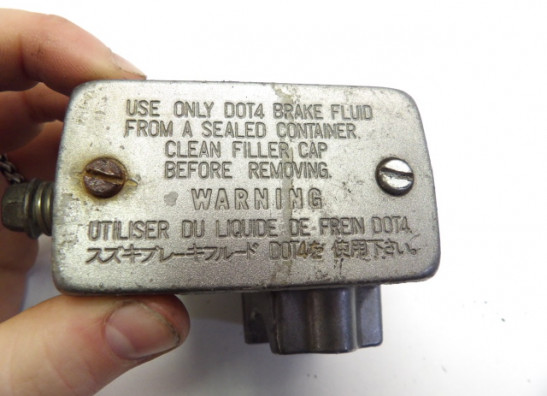 USE ONLY DOT4 BRAKE FLUID
FROM A SEALED CONTAINER.
CLEAN FILLER CAP
BEFORE REMOVING.
WARNING
UTILISER DU LIQUIDE DE FREIN DOT4.
スズキブレーキフルード DOT4を 使用下さい。